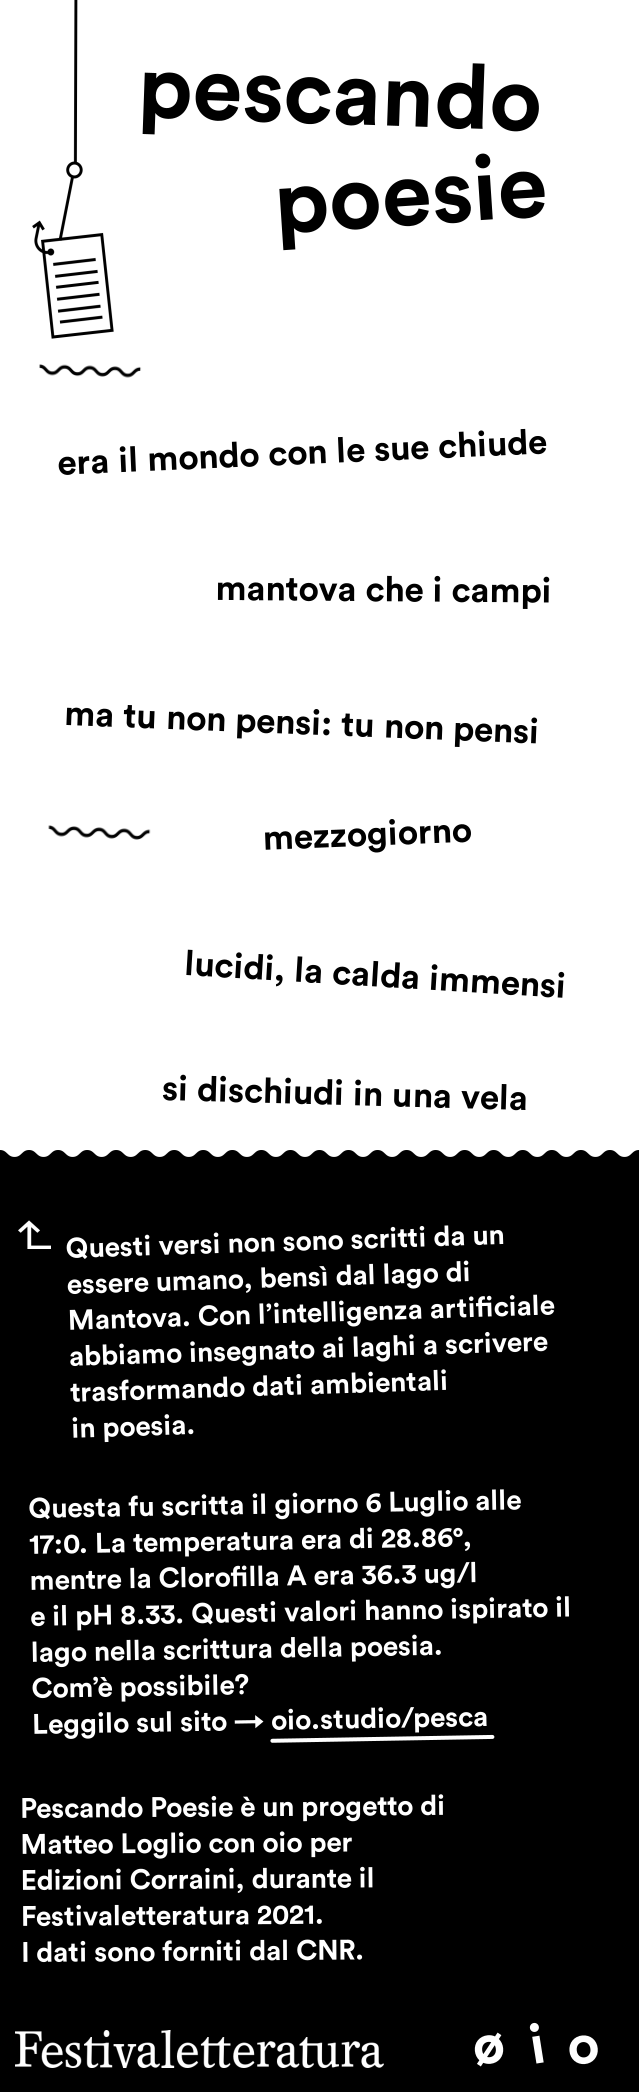 pescando
poesie
era il mondo con le sue chiude
mantova che i campi
ma tu non pensi: tu non pensi
mezzogiorno
lucidi, la calda immensi
si dischiudi in una vela
Questi versi non sono scritti da un
essere umano, bensì dal lago di
Mantova. Con l’intelligenza artificiale
abbiamo insegnato ai laghi a scrivere
trasformando dati ambientali
in poesia.
Questa fu scritta il giorno 6 Luglio alle
17:0. La temperatura era di 28.86°,
mentre la Clorofilla A era 36.3 ug/l
e il pH 8.33. Questi valori hanno ispirato il
lago nella scrittura della poesia.
Com’è possibile?
Leggilo sul sito → oio.studio/pesca
Pescando Poesie è un progetto di
Matteo Loglio con oio per
Edizioni Corraini, durante il
Festivaletteratura 2021.
I dati sono forniti dal CNR.
Festivaletteratura
ø i o